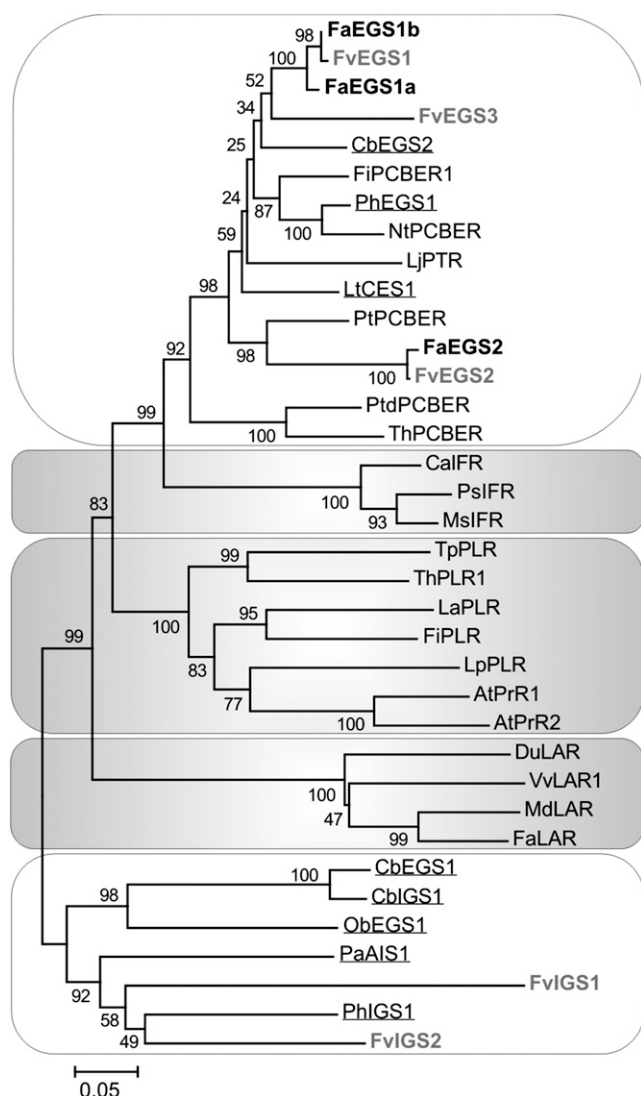 FaEGS1b
98
FvEGS1
100
52
FaEGS1a
34
FvEGS3
25
CbEGS2
FiPCBER1
24
87
PhEGS1
59
100
NtPCBER
LjPTR
98
LtCES1
PtPCBER
92
98
FaEGS2
100
FvEGS2
99
PtdPCBER
100
ThPCBER
CaIFR
83
100
PsIFR
93
MsIFR
99
TpPLR
ThPLR1
100
95
LaPLR
99
FiPLR
83
LpPLR
77
AtPrR1
100
AtPrR2
DuLAR
100
VvLAR1
47
MdLAR
99
FaLAR
100
CbEGS1
98
CbIGS1
ObEGS1
PaAIS1
92
FvIGS1
58
PhIGS1
49
FvIGS2
0.05